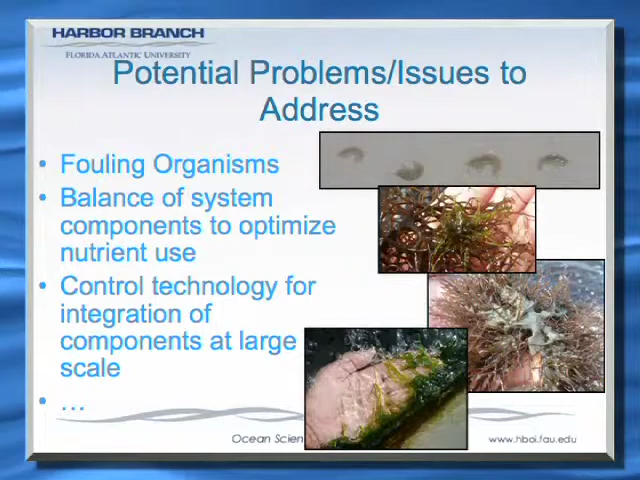 HARBOR BRANCH
FLORIDA ATLANTIC UNIVERSITY
Potential Problems/Issues to
Address
• Fouling Organisms
• Balance of system
components to optimize
nutrient use
• Control technology for
integration of
components at large
scale
• …
Ocean Scien
www.hboi.fau.edu